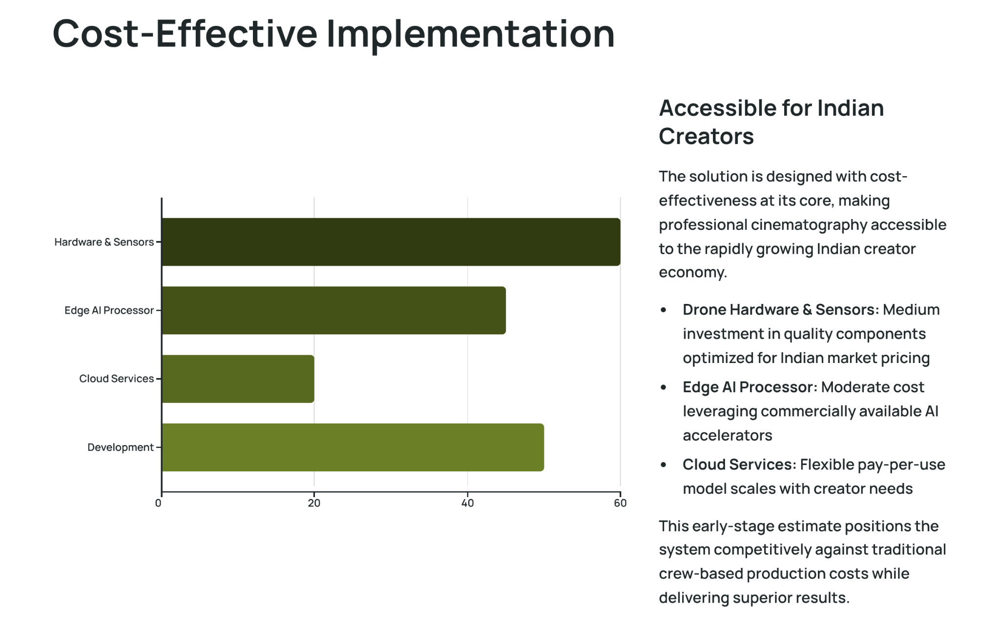 Cost-Effective Implementation
Hardware & Sensors
Edge AI Processor
Cloud Services
Development
0 20 40 60
Accessible for Indian
Creators
The solution is designed with cost-
effectiveness at its core, making
professional cinematography accessible
to the rapidly growing Indian creator
economy.
• Drone Hardware & Sensors: Medium
investment in quality components
optimized for Indian market pricing
• Edge AI Processor: Moderate cost
leveraging commercially available AI
accelerators
• Cloud Services: Flexible pay-per-use
model scales with creator needs
This early-stage estimate positions the
system competitively against traditional
crew-based production costs while
delivering superior results.